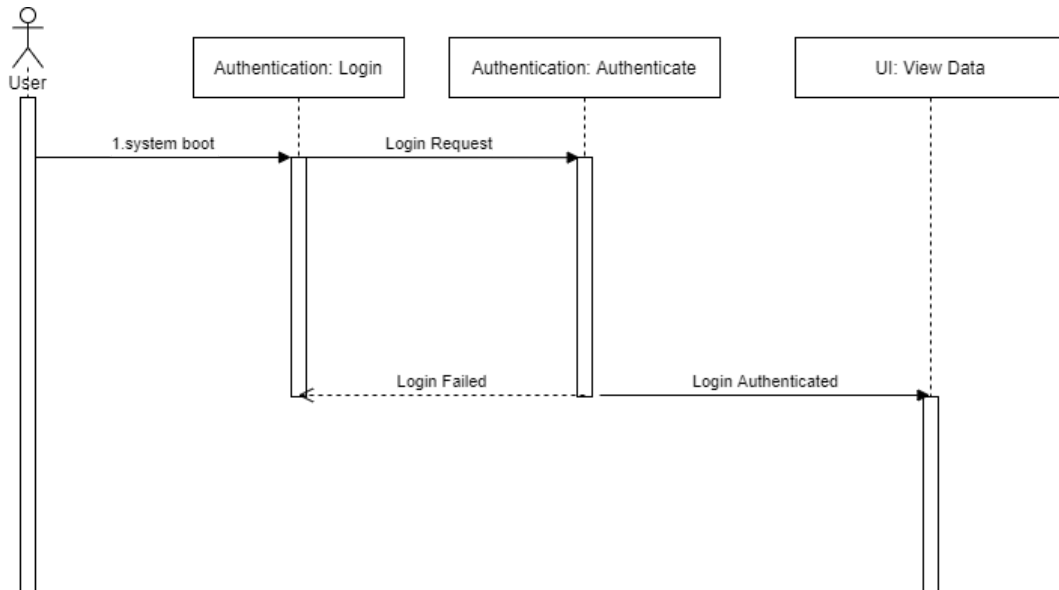 User
Authentication: Login
Authentication: Authenticate
UI: View Data
1.system boot
Login Request
Login Failed
Login Authenticated